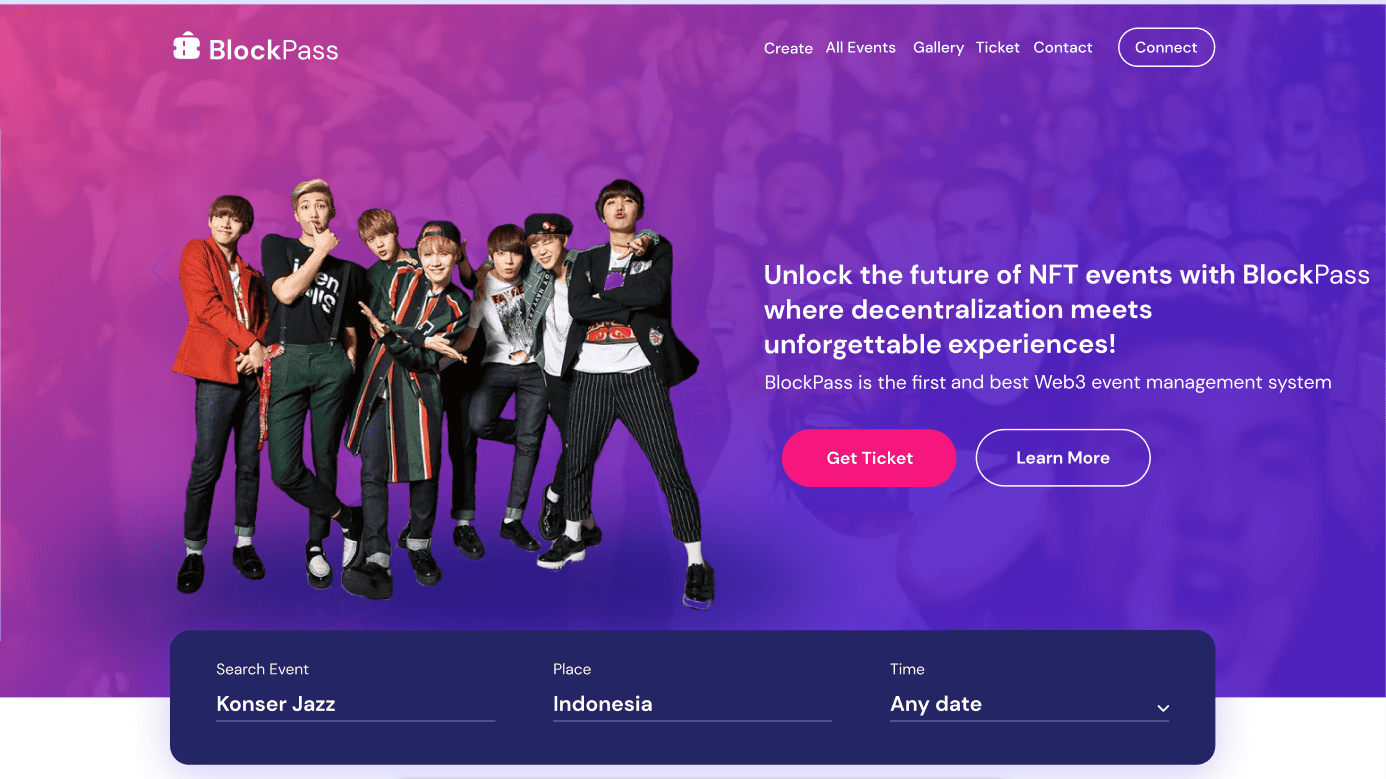 BlockPass
Create All Events Gallery Ticket Contact Connect
Unlock the future of NFT events with BlockPass
where decentralization meets
unforgettable experiences!
BlockPass is the first and best Web3 event management system
Get Ticket Learn More
Search Event Place Time
Konser Jazz Indonesia Any date